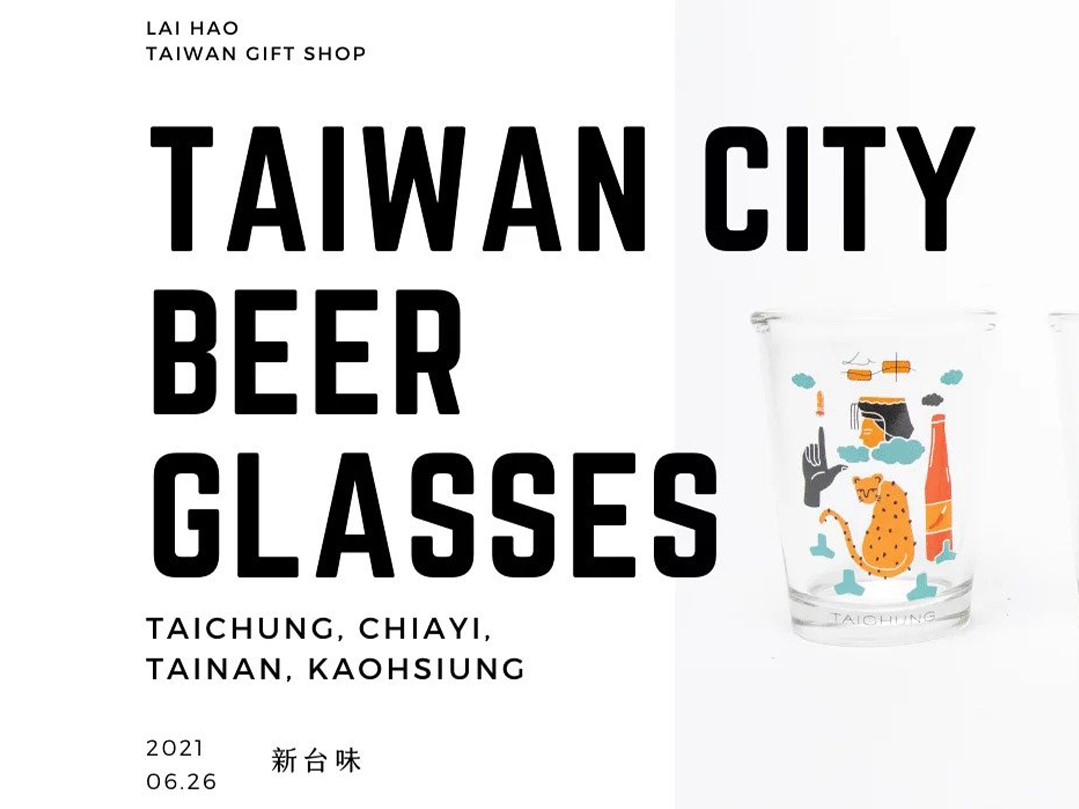 LAI HAO
TAIWAN GIFT SHOP
TAIWAN CITY
BEER
GLASSES
TAICHUNG, CHIAYI,
TAINAN, KAOHSIUNG
2021
06.26
新台味
TAICHUNG